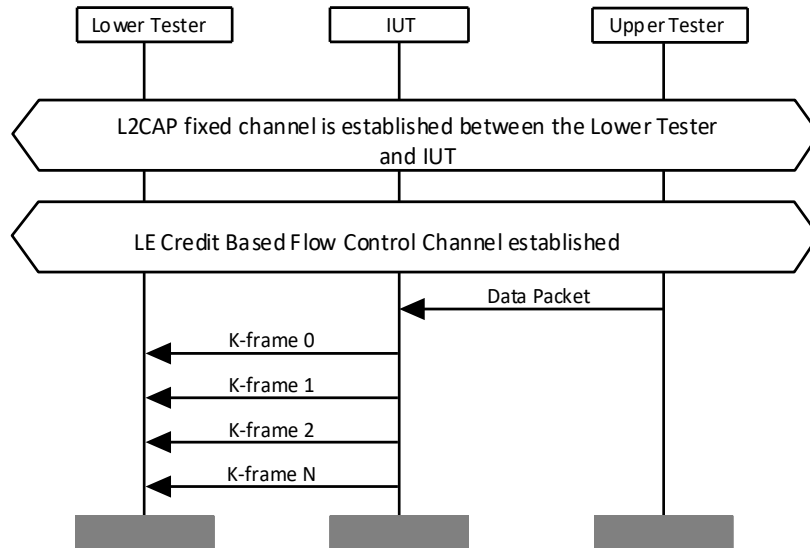 Lower Tester
IUT
Upper Tester
L2CAP fixed channel is established between the Lower Tester
and IUT
LE Credit Based Flow Control Channel established
Data Packet
K-frame 0
K-frame 1
K-frame 2
K-frame N